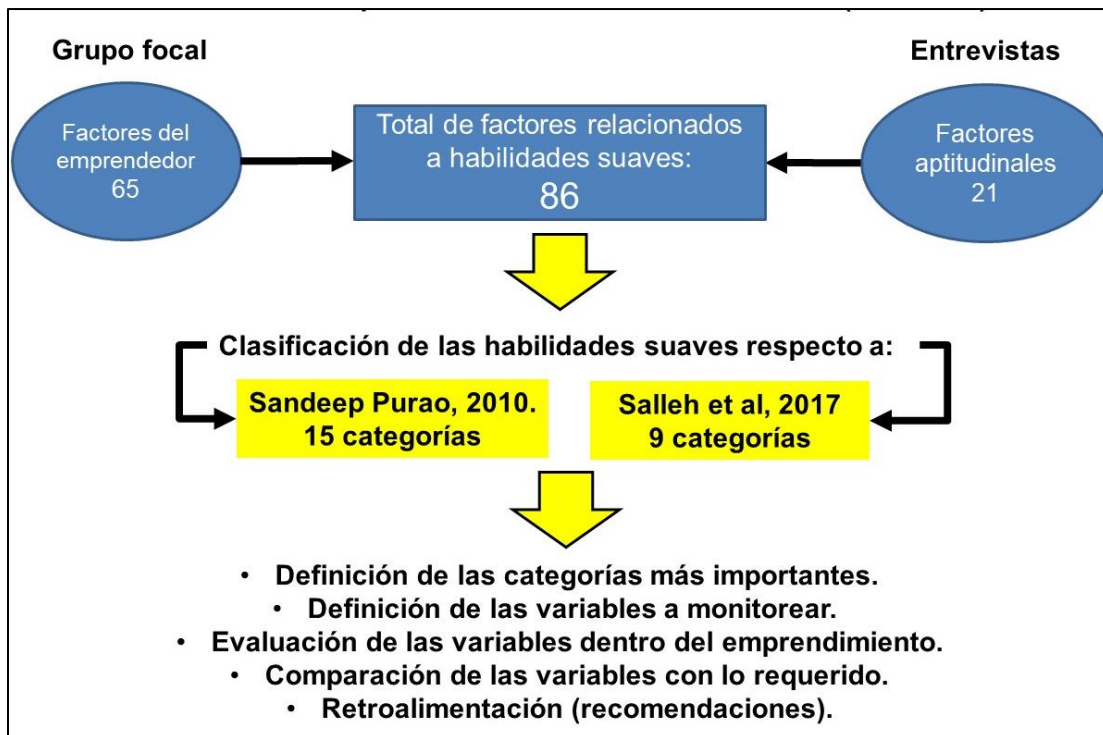 Grupo focal
Entrevistas
Factores del
emprendedor
65
Total de factores relacionados
a habilidades suaves:
86
Factores
aptitudinales
21
Clasificación de las habilidades suaves respecto a:
Sandeep Purao, 2010.
15 categorías
Salleh et al, 2017
9 categorías
• Definición de las categorías más importantes.
• Definición de las variables a monitorear.
• Evaluación de las variables dentro del emprendimiento.
• Comparación de las variables con lo requerido.
• Retroalimentación (recomendaciones).